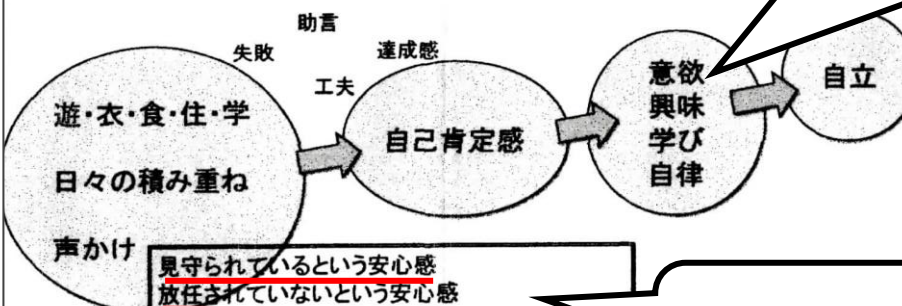 助言
失敗
達成感
工夫
遊・衣・食・住・学
日々の積み重ね
声かけ
自己肯定感
意欲
興味
学び
自律
自立
見守られているという安心感
放任されていないという安心感